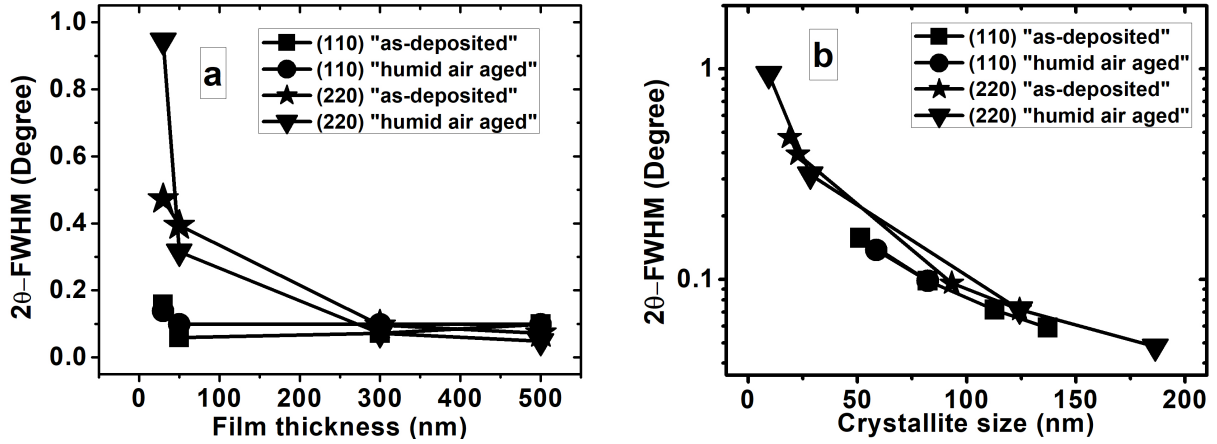 1.0
0.8
0.6
0.4
0.2
0.0
2θ−FWHM (Degree)
a
(110) "as-deposited"
(110) "humid air aged"
(220) "as-deposited"
(220) "humid air aged"
0 100 200 300 400 500
Film thickness (nm)
1
0.1
2θ−FWHM (Degree)
b
(110) "as-deposited"
(110) "humid air aged"
(220) "as-deposited"
(220) "humid air aged"
0 50 100 150 200
Crystallite size (nm)